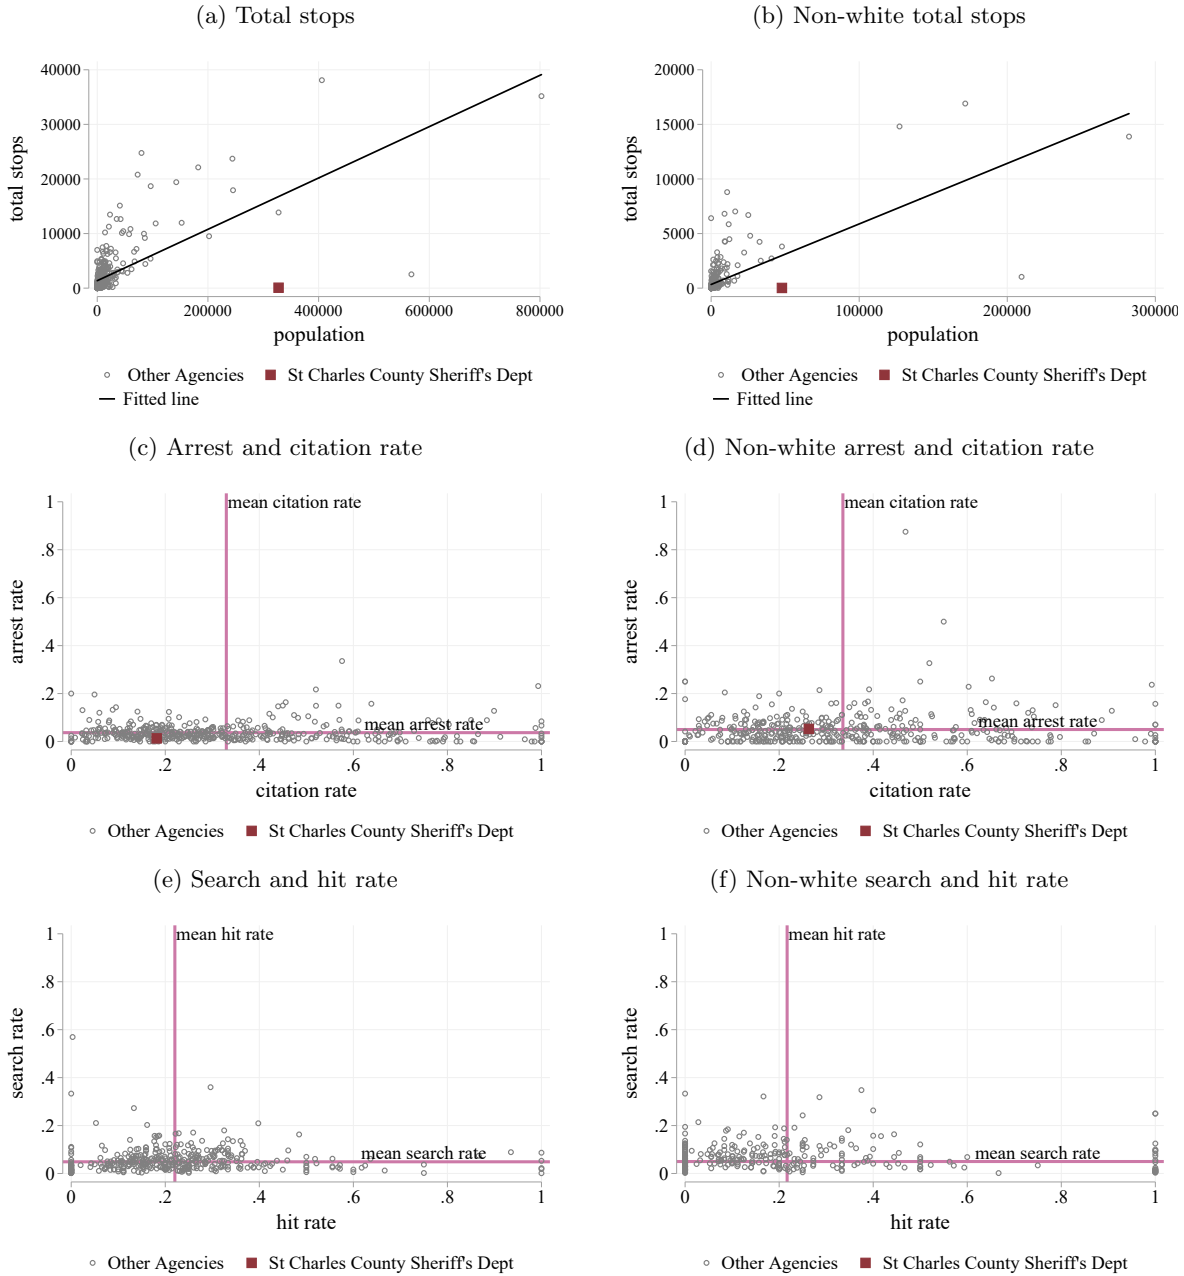 (a) Total stops
(b) Non-white total stops
total stops
40000
30000
20000
10000
0
0
200000
400000
600000
800000
population
Other Agencies
St Charles County Sheriff's Dept
Fitted line
total stops
20000
15000
10000
5000
0
0
100000
200000
300000
population
Other Agencies
St Charles County Sheriff's Dept
Fitted line
(c) Arrest and citation rate
(d) Non-white arrest and citation rate
arrest rate
1
.8
.6
.4
.2
0
mean citation rate
mean arrest rate
0
.2
.4
.6
.8
1
citation rate
Other Agencies
St Charles County Sheriff's Dept
arrest rate
1
.8
.6
.4
.2
0
mean citation rate
mean arrest rate
0
.2
.4
.6
.8
1
citation rate
Other Agencies
St Charles County Sheriff's Dept
(e) Search and hit rate
(f) Non-white search and hit rate
search rate
1
.8
.6
.4
.2
0
mean hit rate
mean search rate
0
.2
.4
.6
.8
1
hit rate
Other Agencies
St Charles County Sheriff's Dept
search rate
1
.8
.6
.4
.2
0
mean hit rate
mean search rate
0
.2
.4
.6
.8
1
hit rate
Other Agencies
St Charles County Sheriff's Dept